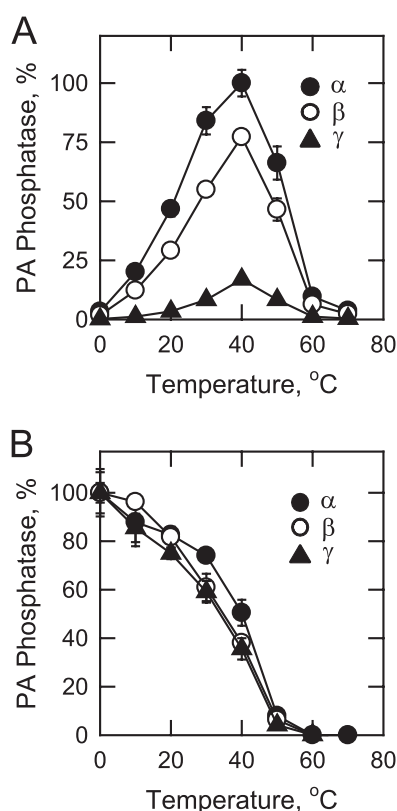 A
PA Phosphatase, %
100
75
50
25
0
α
β
γ
0 20 40 60 80
Temperature, °C
B
PA Phosphatase, %
100
80
60
40
20
0
α
β
γ
0 20 40 60 80
Temperature, °C